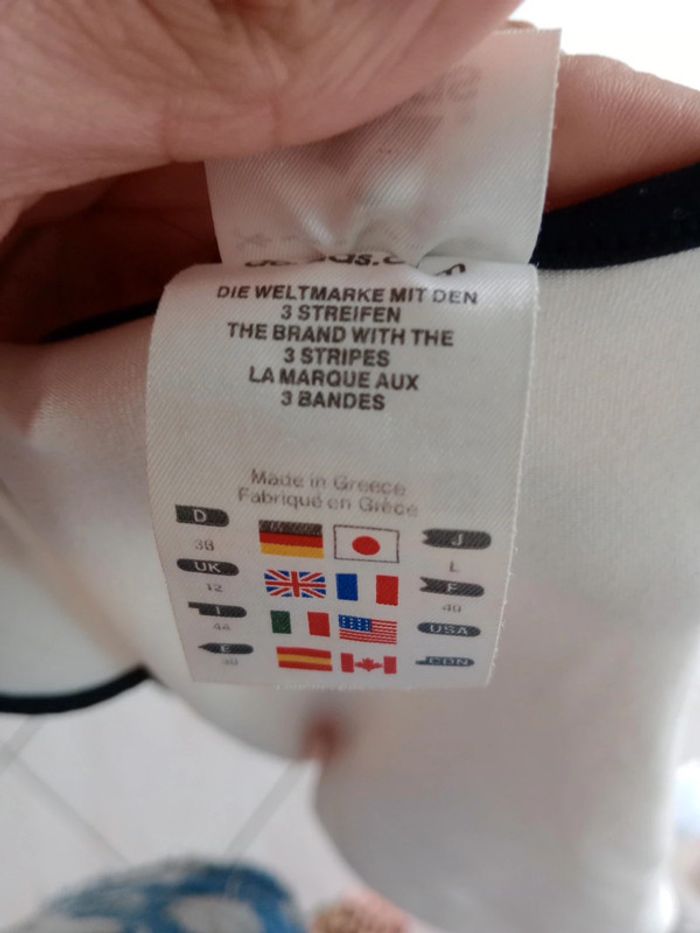 DIE WELTMARKE MIT DEN
3 STREIFEN
THE BRAND WITH THE
3 STRIPES
LA MARQUE AUX
3 BANDES
Made in Greece
Fabriqué en Grèce
D J
38 L
UK F
12 40
I USA
44
E CDN